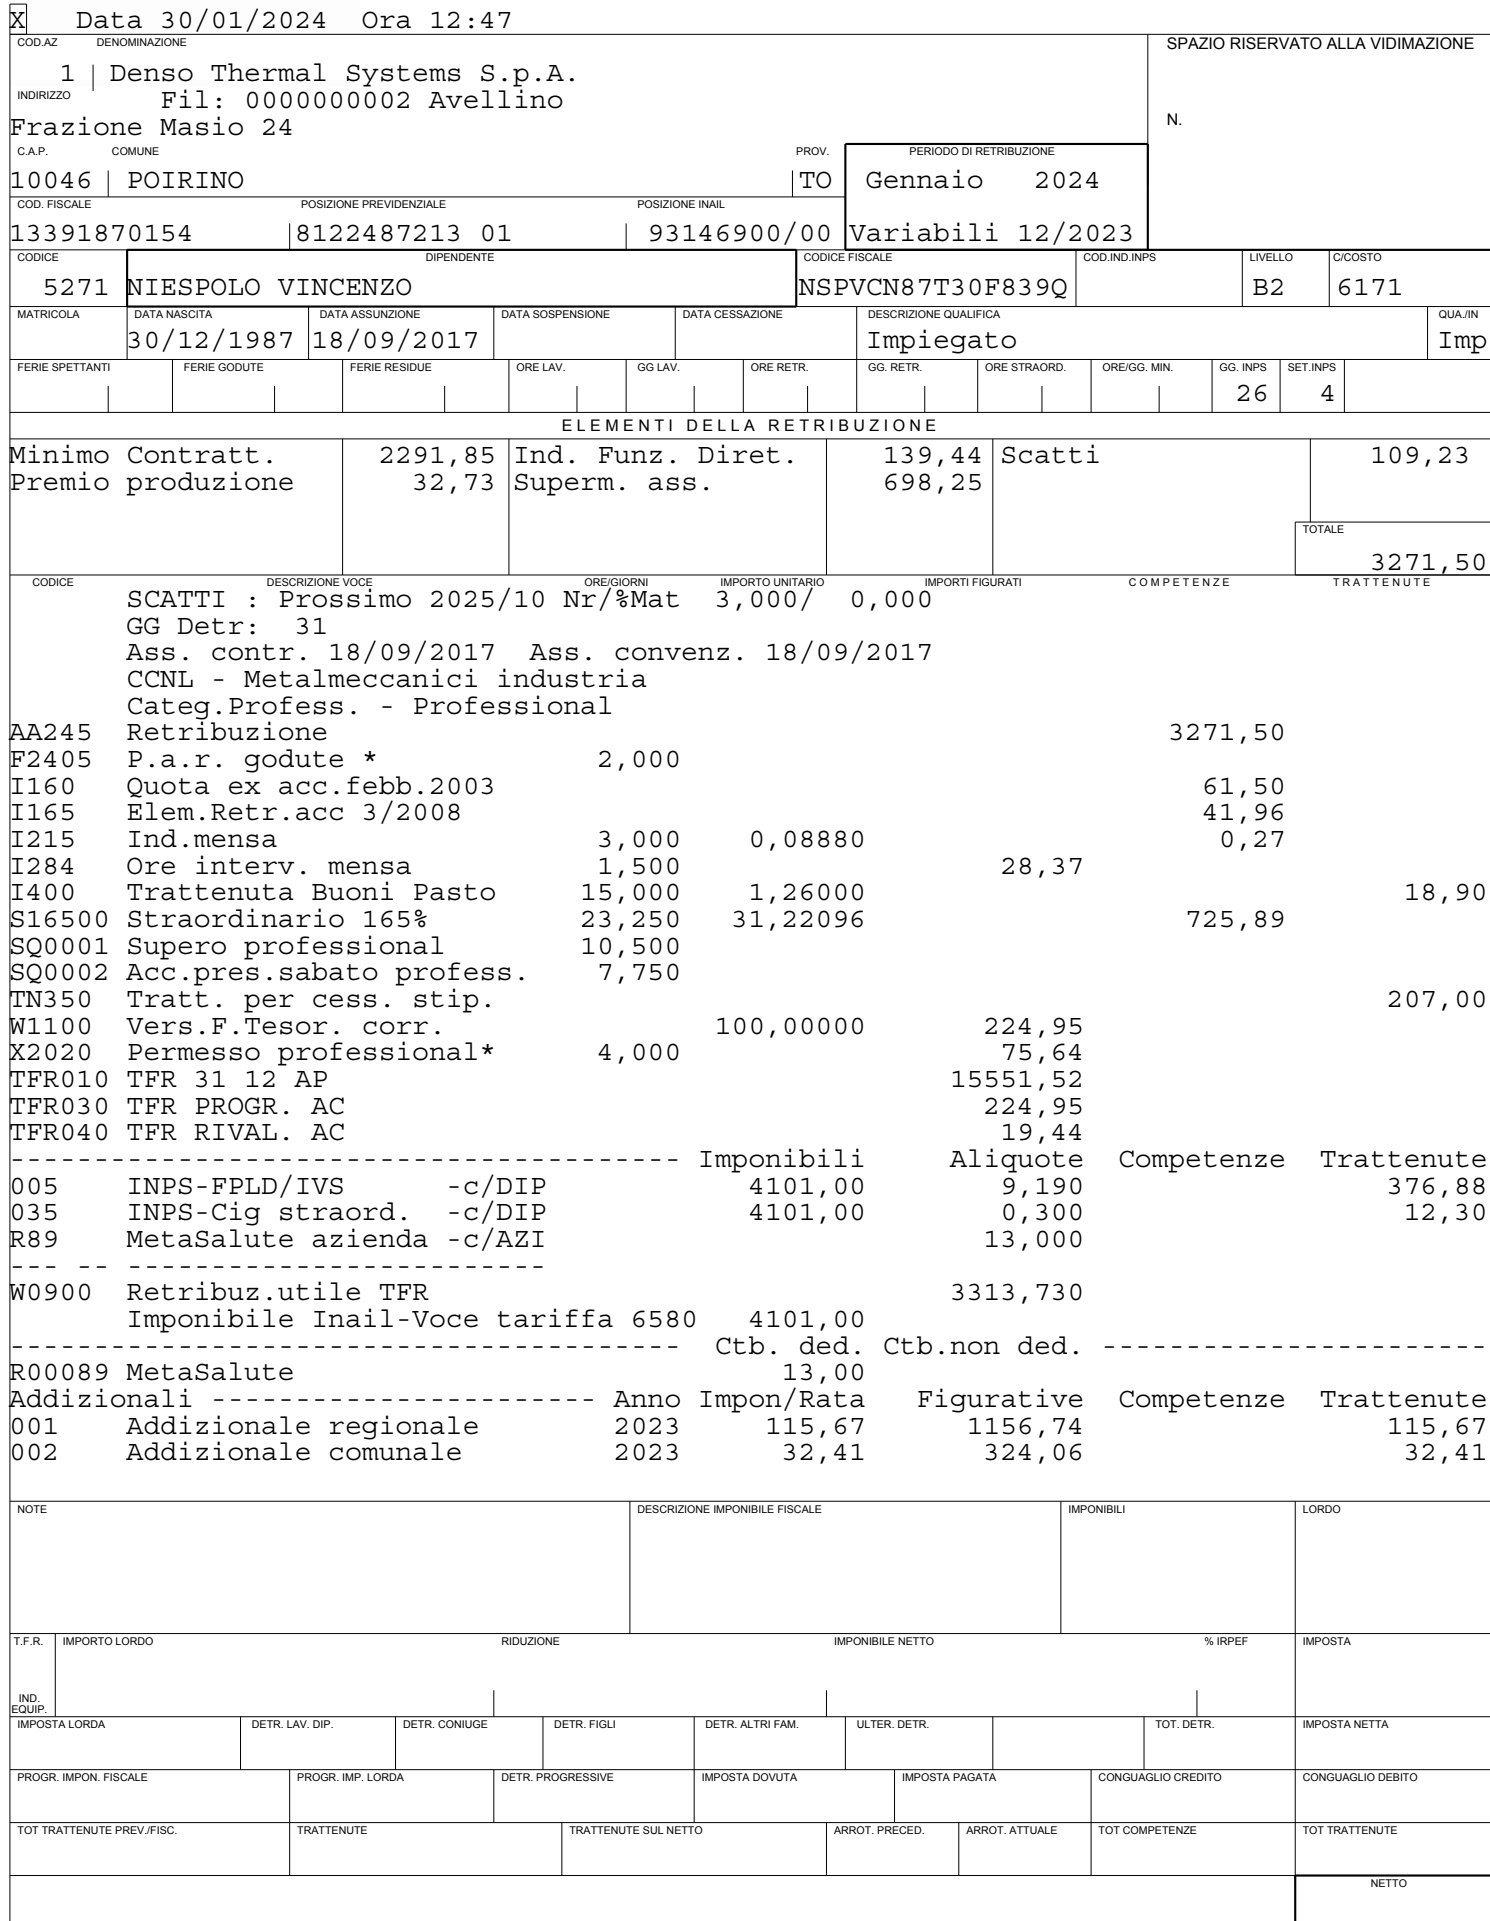 X Data 30/01/2024 Ora 12:47
COD.AZ DENOMINAZIONE SPAZIO RISERVATO ALLA VIDIMAZIONE
1 Denso Thermal Systems S.p.A.
INDIRIZZO Fil: 0000000002 Avellino
Frazione Masio 24 N.
C.A.P. COMUNE PROV. PERIODO DI RETRIBUZIONE
10046 POIRINO TO Gennaio 2024
COD. FISCALE POSIZIONE PREVIDENZIALE POSIZIONE INAIL
13391870154 8122487213 01 93146900/00 Variabili 12/2023
CODICE DIPENDENTE CODICE FISCALE COD.IND.INPS LIVELLO C/COSTO
5271 NIESPOLO VINCENZO NSPVCN87T30F839Q B2 6171
MATRICOLA DATA NASCITA DATA ASSUNZIONE DATA SOSPENSIONE DATA CESSAZIONE DESCRIZIONE QUALIFICA QUA./IN
30/12/1987 18/09/2017 Impiegato Imp
FERIE SPETTANTI FERIE GODUTE FERIE RESIDUE ORE LAV. GG LAV. ORE RETR. GG. RETR. ORE STRAORD. ORE/GG. MIN. GG. INPS SET.INPS
26 4
ELEMENTI DELLA RETRIBUZIONE
Minimo Contratt. 2291,85 Ind. Funz. Diret. 139,44 Scatti 109,23
Premio produzione 32,73 Superm. ass. 698,25
TOTALE
3271,50
CODICE DESCRIZIONE VOCE ORE/GIORNI IMPORTO UNITARIO IMPORTI FIGURATI COMPETENZE TRATTENUTE
SCATTI : Prossimo 2025/10 Nr/%Mat 3,000/ 0,000
GG Detr: 31
Ass. contr. 18/09/2017 Ass. convenz. 18/09/2017
CCNL - Metalmeccanici industria
Categ.Profess. - Professional
AA245 Retribuzione 3271,50
F2405 P.a.r. godute * 2,000
I160 Quota ex acc.febb.2003 61,50
I165 Elem.Retr.acc 3/2008 41,96
I215 Ind.mensa 3,000 0,08880 0,27
I284 Ore interv. mensa 1,500 28,37
I400 Trattenuta Buoni Pasto 15,000 1,26000 18,90
S16500 Straordinario 165% 23,250 31,22096 725,89
SQ0001 Supero professional 10,500
SQ0002 Acc.pres.sabato profess. 7,750
TN350 Tratt. per cess. stip. 207,00
W1100 Vers.F.Tesor. corr. 100,00000 224,95
X2020 Permesso professional* 4,000 75,64
TFR010 TFR 31 12 AP 15551,52
TFR030 TFR PROGR. AC 224,95
TFR040 TFR RIVAL. AC 19,44
---------------------------------------- Imponibili Aliquote Competenze Trattenute
005 INPS-FPLD/IVS -c/DIP 4101,00 9,190 376,88
035 INPS-Cig straord. -c/DIP 4101,00 0,300 12,30
R89 MetaSalute azienda -c/AZI 13,000
--- -- -------------------------
W0900 Retribuz.utile TFR 3313,730
Imponibile Inail-Voce tariffa 6580 4101,00
---------------------------------------- Ctb. ded. Ctb.non ded. -----------------------
R00089 MetaSalute 13,00
Addizionali ----------------------- Anno Impon/Rata Figurative Competenze Trattenute
001 Addizionale regionale 2023 115,67 1156,74 115,67
002 Addizionale comunale 2023 32,41 324,06 32,41
NOTE DESCRIZIONE IMPONIBILE FISCALE IMPONIBILI LORDO
T.F.R. IMPORTO LORDO RIDUZIONE IMPONIBILE NETTO % IRPEF IMPOSTA
IND. EQUIP.
IMPOSTA LORDA DETR. LAV. DIP. DETR. CONIUGE DETR. FIGLI DETR. ALTRI FAM. ULTER. DETR. TOT. DETR. IMPOSTA NETTA
PROGR. IMPON. FISCALE PROGR. IMP. LORDA DETR. PROGRESSIVE IMPOSTA DOVUTA IMPOSTA PAGATA CONGUAGLIO CREDITO CONGUAGLIO DEBITO
TOT TRATTENUTE PREV./FISC. TRATTENUTE TRATTENUTE SUL NETTO ARROT. PRECED. ARROT. ATTUALE TOT COMPETENZE TOT TRATTENUTE
NETTO